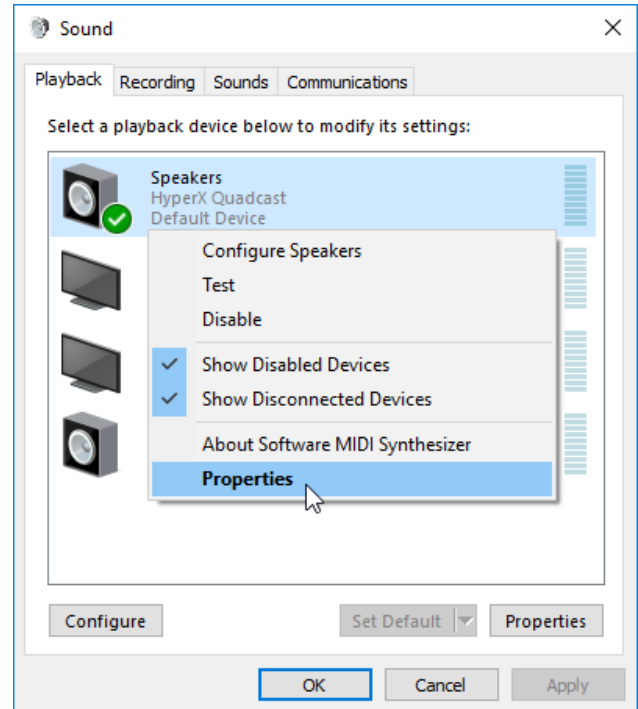 Sound
Playback Recording Sounds Communications
Select a playback device below to modify its settings:
Speakers
HyperX Quadcast
Default Device
Configure Speakers
Test
Disable
Show Disabled Devices
Show Disconnected Devices
About Software MIDI Synthesizer
Properties
Configure Set Default Properties
OK Cancel Apply